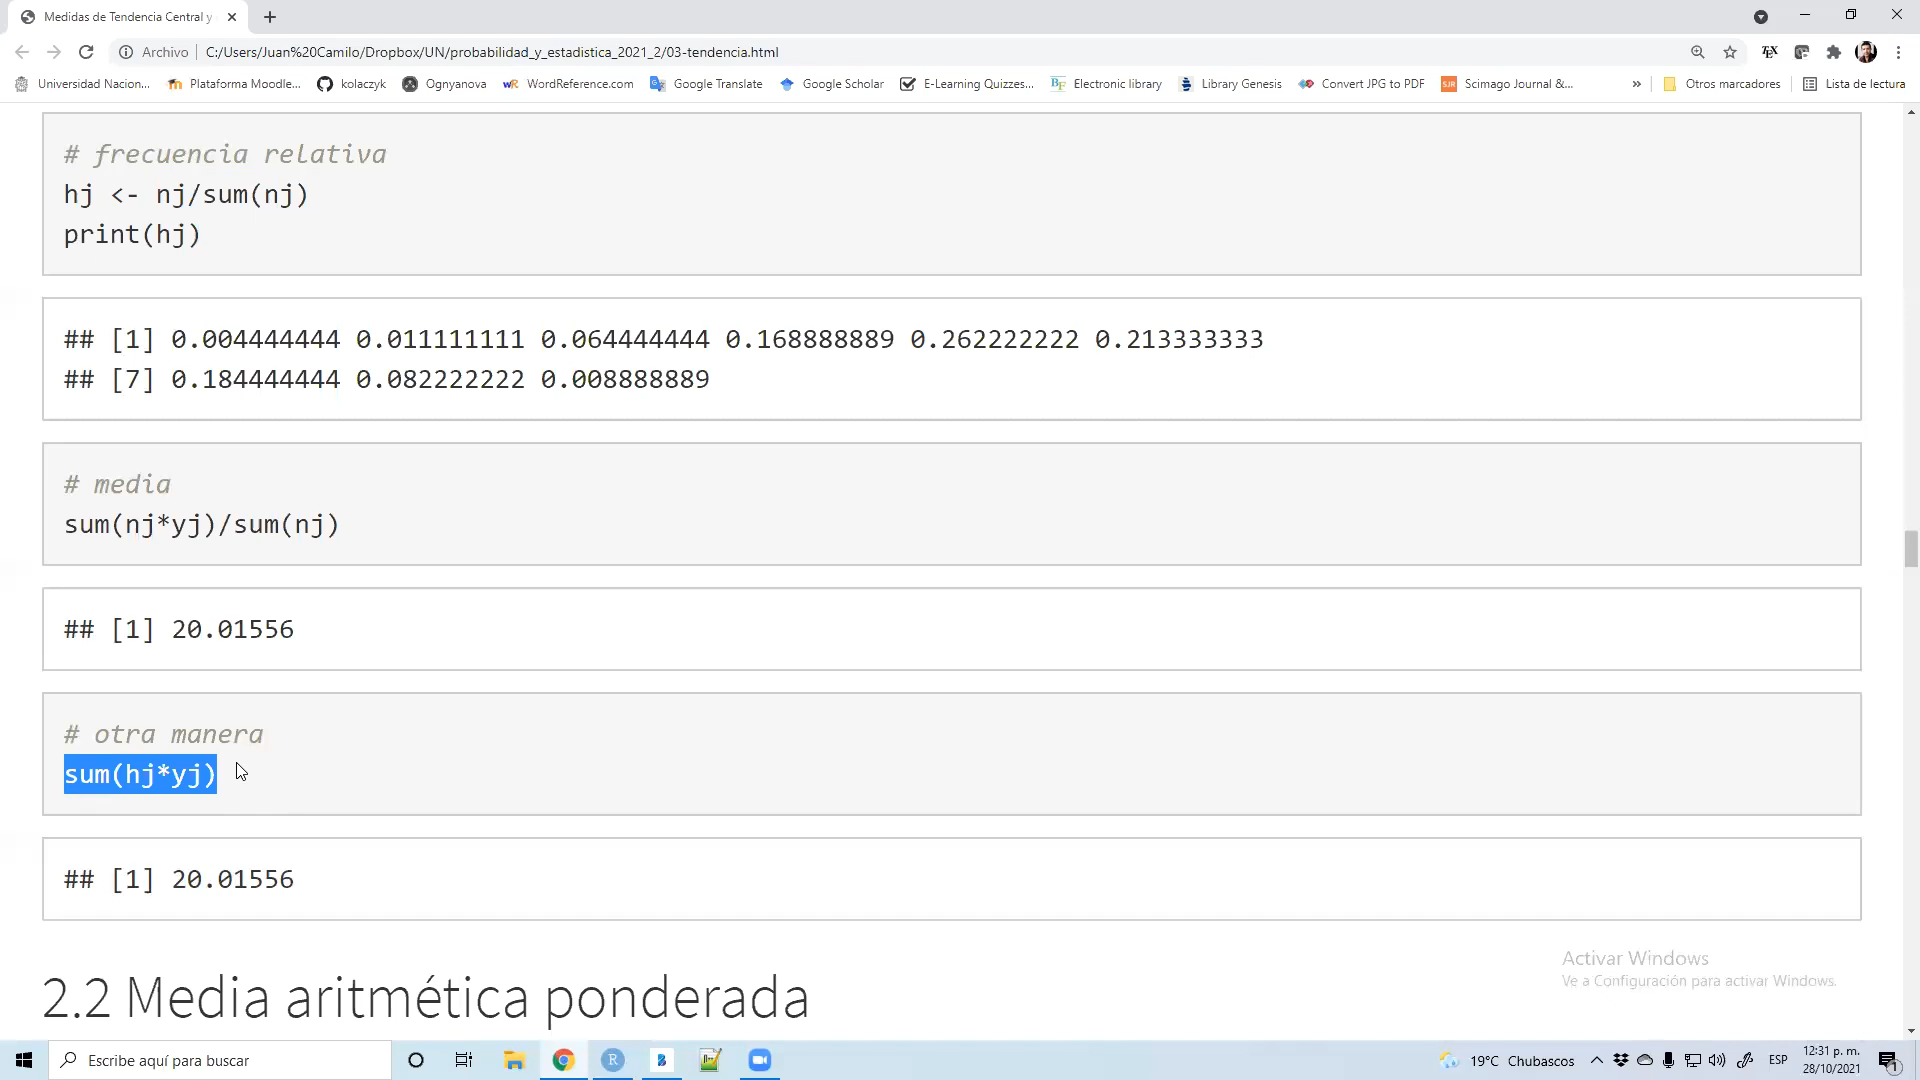 Medidas de Tendencia Central y
Archivo C:/Users/Juan%20Camilo/Dropbox/UN/probabilidad_y_estadistica_2021_2/03-tendencia.html
Universidad Nacion... Plataforma Moodle... kolaczyk Ognyanova WordReference.com Google Translate Google Scholar E-Learning Quizzes... Electronic library Library Genesis Convert JPG to PDF Scimago Journal &... » Otros marcadores Lista de lectura
# frecuencia relativa
hj <- nj/sum(nj)
print(hj)
## [1] 0.004444444 0.011111111 0.064444444 0.168888889 0.262222222 0.213333333
## [7] 0.184444444 0.082222222 0.008888889
# media
sum(nj*yj)/sum(nj)
## [1] 20.01556
# otra manera
sum(hj*yj)
## [1] 20.01556
2.2 Media aritmética ponderada
Activar Windows
Ve a Configuración para activar Windows.
Escribe aquí para buscar
19°C Chubascos
ESP
12:31 p. m.
28/10/2021